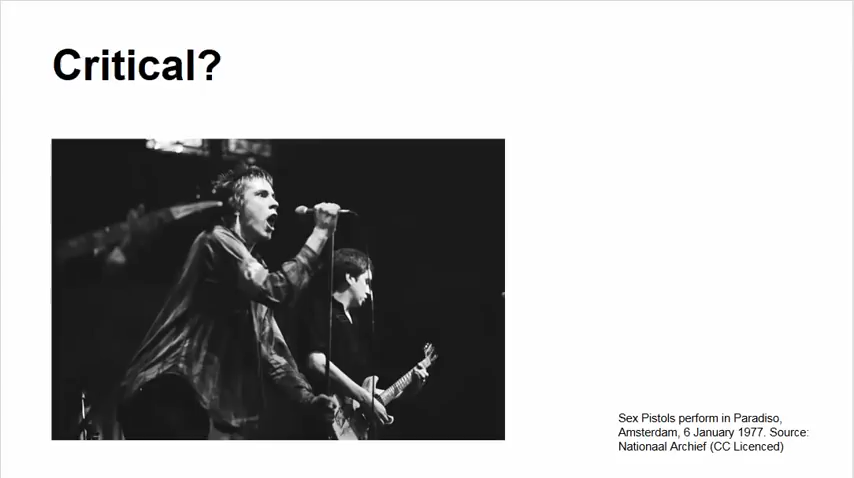 Critical?
Sex Pistols perform in Paradiso,
Amsterdam, 6 January 1977. Source:
Nationaal Archief (CC Licenced)